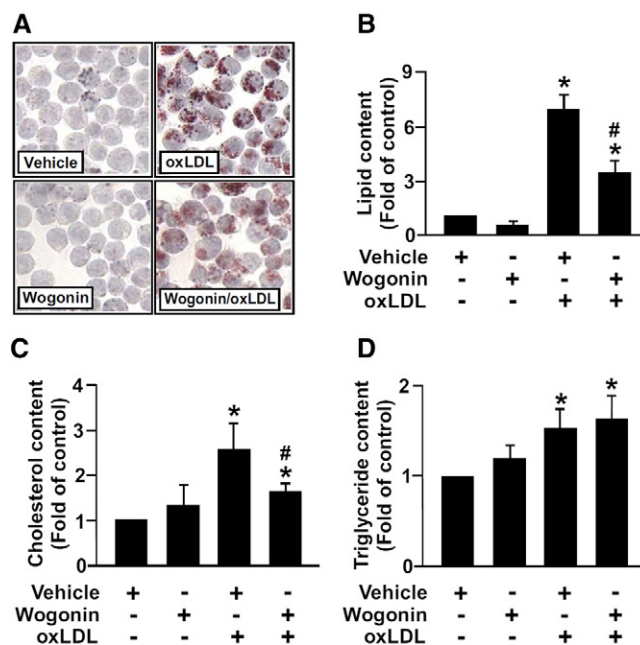 A
Vehicle
oxLDL
Wogonin
Wogonin/oxLDL
B
Lipid content
(Fold of control)
9
6
3
0
*
#
*
Vehicle + - + -
Wogonin - + - +
oxLDL - - + +
C
Cholesterol content
(Fold of control)
4
3
2
1
0
*
#
*
Vehicle + - + -
Wogonin - + - +
oxLDL - - + +
D
Triglyceride content
(Fold of control)
2
1
0
*
*
Vehicle + - + -
Wogonin - + - +
oxLDL - - + +